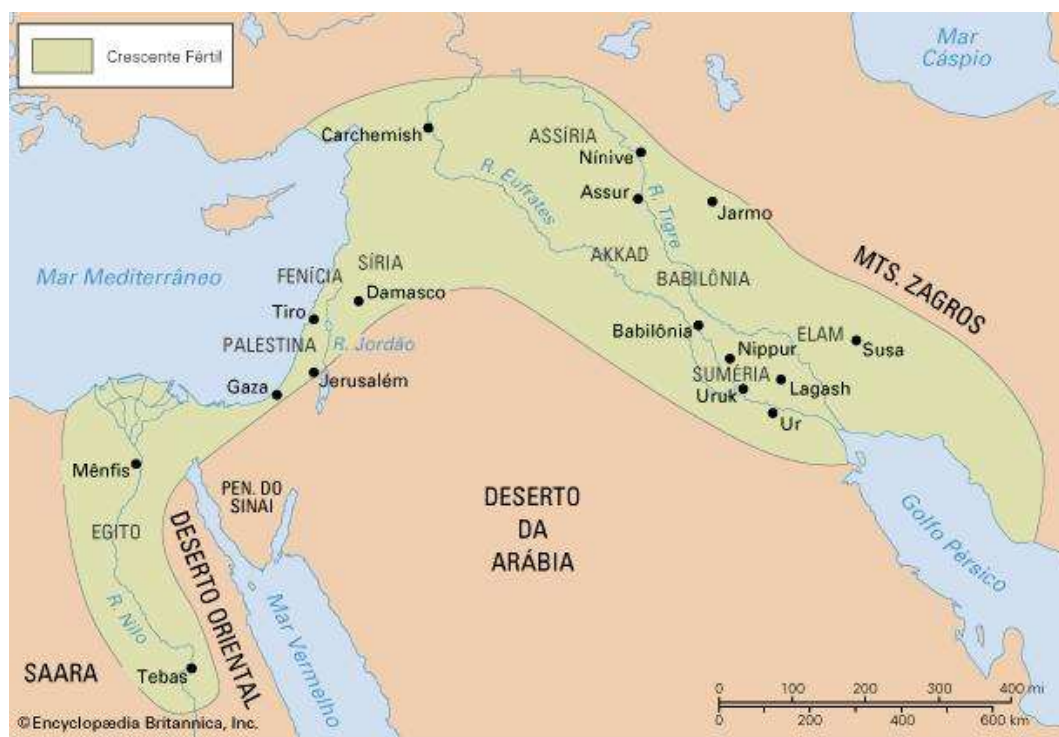 Crescente Fértil
Mar
Cáspio
Carchemish
ASSÍRIA
Nínive
R. Eufrates
Assur
R. Tigre
Jarmo
Mar Mediterrâneo
FENÍCIA
SÍRIA
AKKAD
BABILÔNIA
MTS. ZAGROS
Damasco
Tiro
PALESTINA
R. Jordão
Babilônia
ELAM
Susa
Nippur
Gaza
Jerusalém
SUMÉRIA
Lagash
Uruk
Ur
Mênfis
PEN. DO
SINAI
DESERTO
DA
ARÁBIA
EGITO
DESERTO ORIENTAL
Golfo Pérsico
R. Nilo
Mar Vermelho
SAARA
Tebas
0 100 200 300 400 mi
0 200 400 600 km
©Encyclopædia Britannica, Inc.